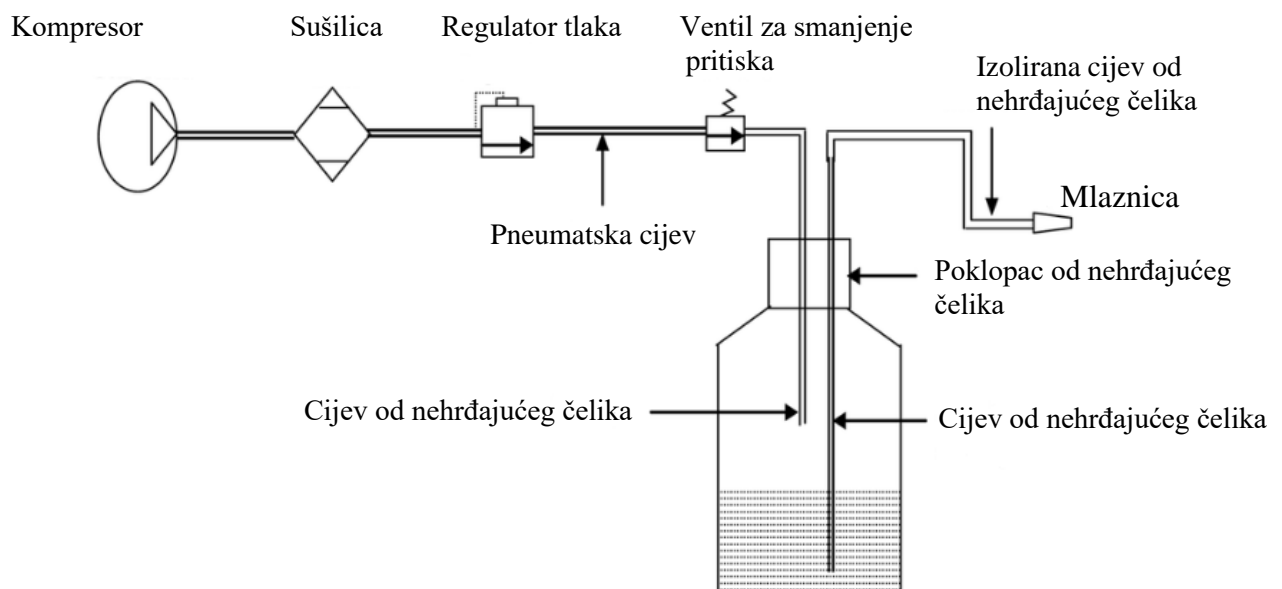 Kompresor
Sušilica
Regulator tlaka
Ventil za smanjenje
pritiska
Izolirana cijev od
nehrđajućeg čelika
Mlaznica
Pneumatska cijev
Poklopac od nehrđajućeg
čelika
Cijev od nehrđajućeg čelika
Cijev od nehrđajućeg čelika